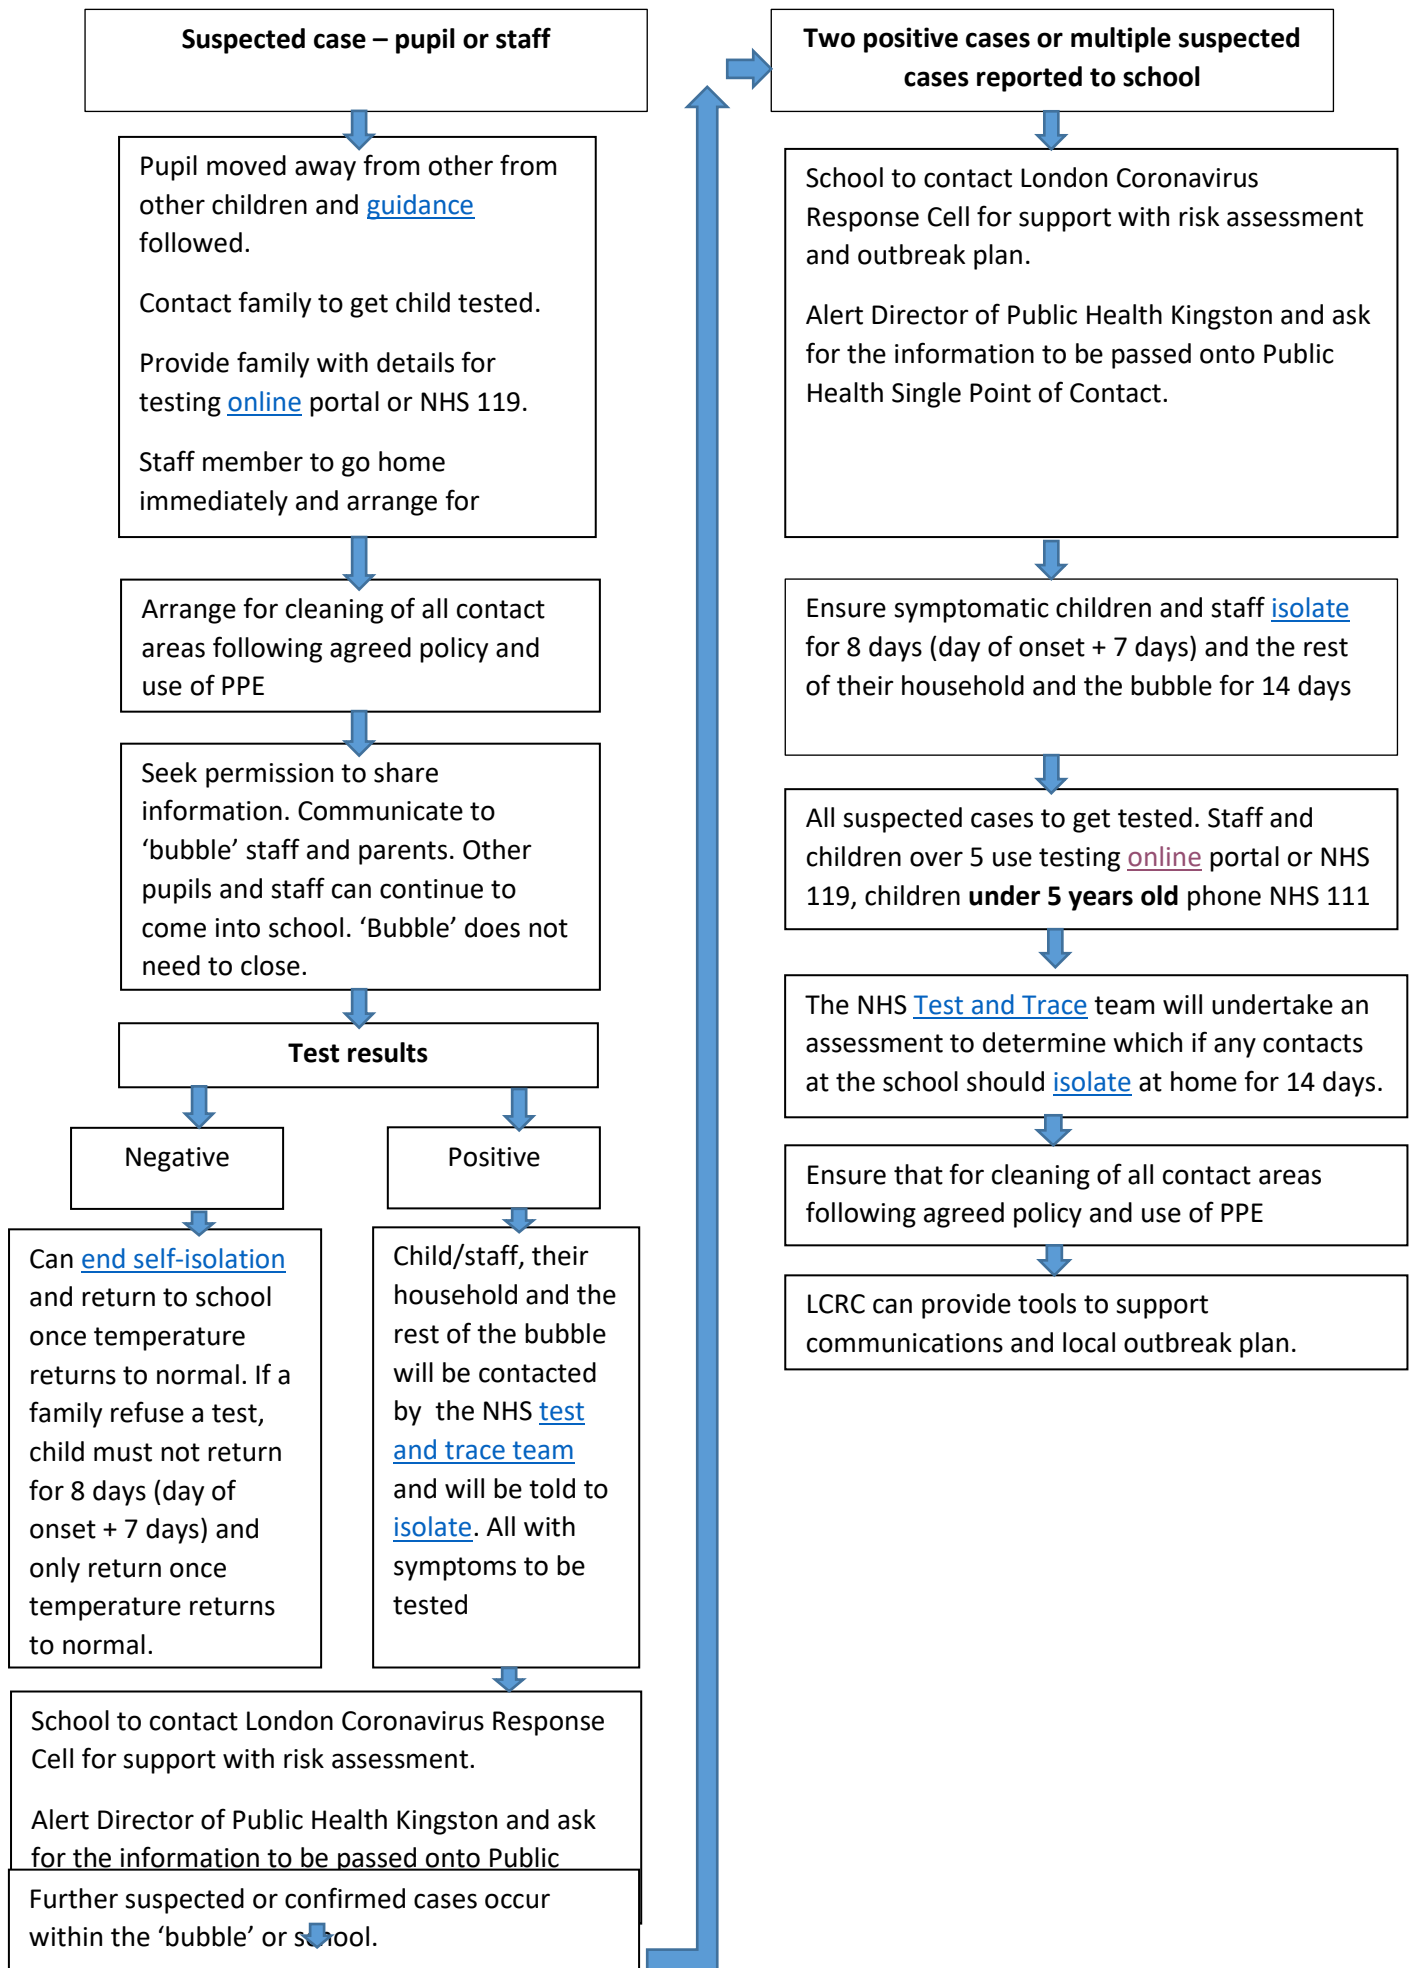 Suspected case – pupil or staff
Pupil moved away from other from
other children and guidance
followed.
Contact family to get child tested.
Provide family with details for
testing online portal or NHS 119.
Staff member to go home
immediately and arrange for
Arrange for cleaning of all contact
areas following agreed policy and
use of PPE
Seek permission to share
information. Communicate to
‘bubble’ staff and parents. Other
pupils and staff can continue to
come into school. ‘Bubble’ does not
need to close.
Test results
Negative
Positive
Can end self-isolation
and return to school
once temperature
returns to normal. If a
family refuse a test,
child must not return
for 8 days (day of
onset + 7 days) and
only return once
temperature returns
to normal.
Child/staff, their
household and the
rest of the bubble
will be contacted
by  the NHS test
and trace team
and will be told to
isolate. All with
symptoms to be
tested
School to contact London Coronavirus Response
Cell for support with risk assessment.
Alert Director of Public Health Kingston and ask
for the information to be passed onto Public
Further suspected or confirmed cases occur
within the ‘bubble’ or school.
Two positive cases or multiple suspected
cases reported to school
School to contact London Coronavirus
Response Cell for support with risk assessment
and outbreak plan.
Alert Director of Public Health Kingston and ask
for the information to be passed onto Public
Health Single Point of Contact.
Ensure symptomatic children and staff isolate
for 8 days (day of onset + 7 days) and the rest
of their household and the bubble for 14 days
All suspected cases to get tested. Staff and
children over 5 use testing online portal or NHS
119, children under 5 years old phone NHS 111
The NHS Test and Trace team will undertake an
assessment to determine which if any contacts
at the school should isolate at home for 14 days.
Ensure that for cleaning of all contact areas
following agreed policy and use of PPE
LCRC can provide tools to support
communications and local outbreak plan.